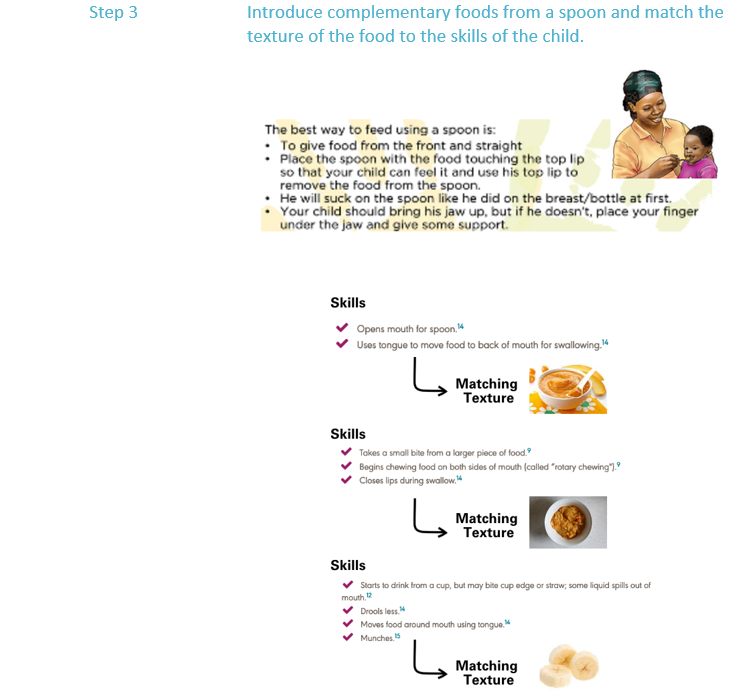 Step 3
Introduce complementary foods from a spoon and match the
texture of the food to the skills of the child.
The best way to feed using a spoon is:
• To give food from the front and straight
• Place the spoon with the food touching the top lip
so that your child can feel it and use his top lip to
remove the food from the spoon.
• He will suck on the spoon like he did on the breast/bottle at first.
• Your child should bring his jaw up, but if he doesn't, place your finger
under the jaw and give some support.
Skills
✔ Opens mouth for spoon.14
✔ Uses tongue to move food to back of mouth for swallowing.14
Matching
Texture
Skills
✔ Takes a small bite from a larger piece of food.9
✔ Begins chewing food on both sides of mouth (called "rotary chewing").9
✔ Closes lips during swallow.14
Matching
Texture
Skills
✔ Starts to drink from a cup, but may bite cup edge or straw; some liquid spills out of
mouth.12
✔ Drools less.14
✔ Moves food around mouth using tongue.14
✔ Munches.15
Matching
Texture